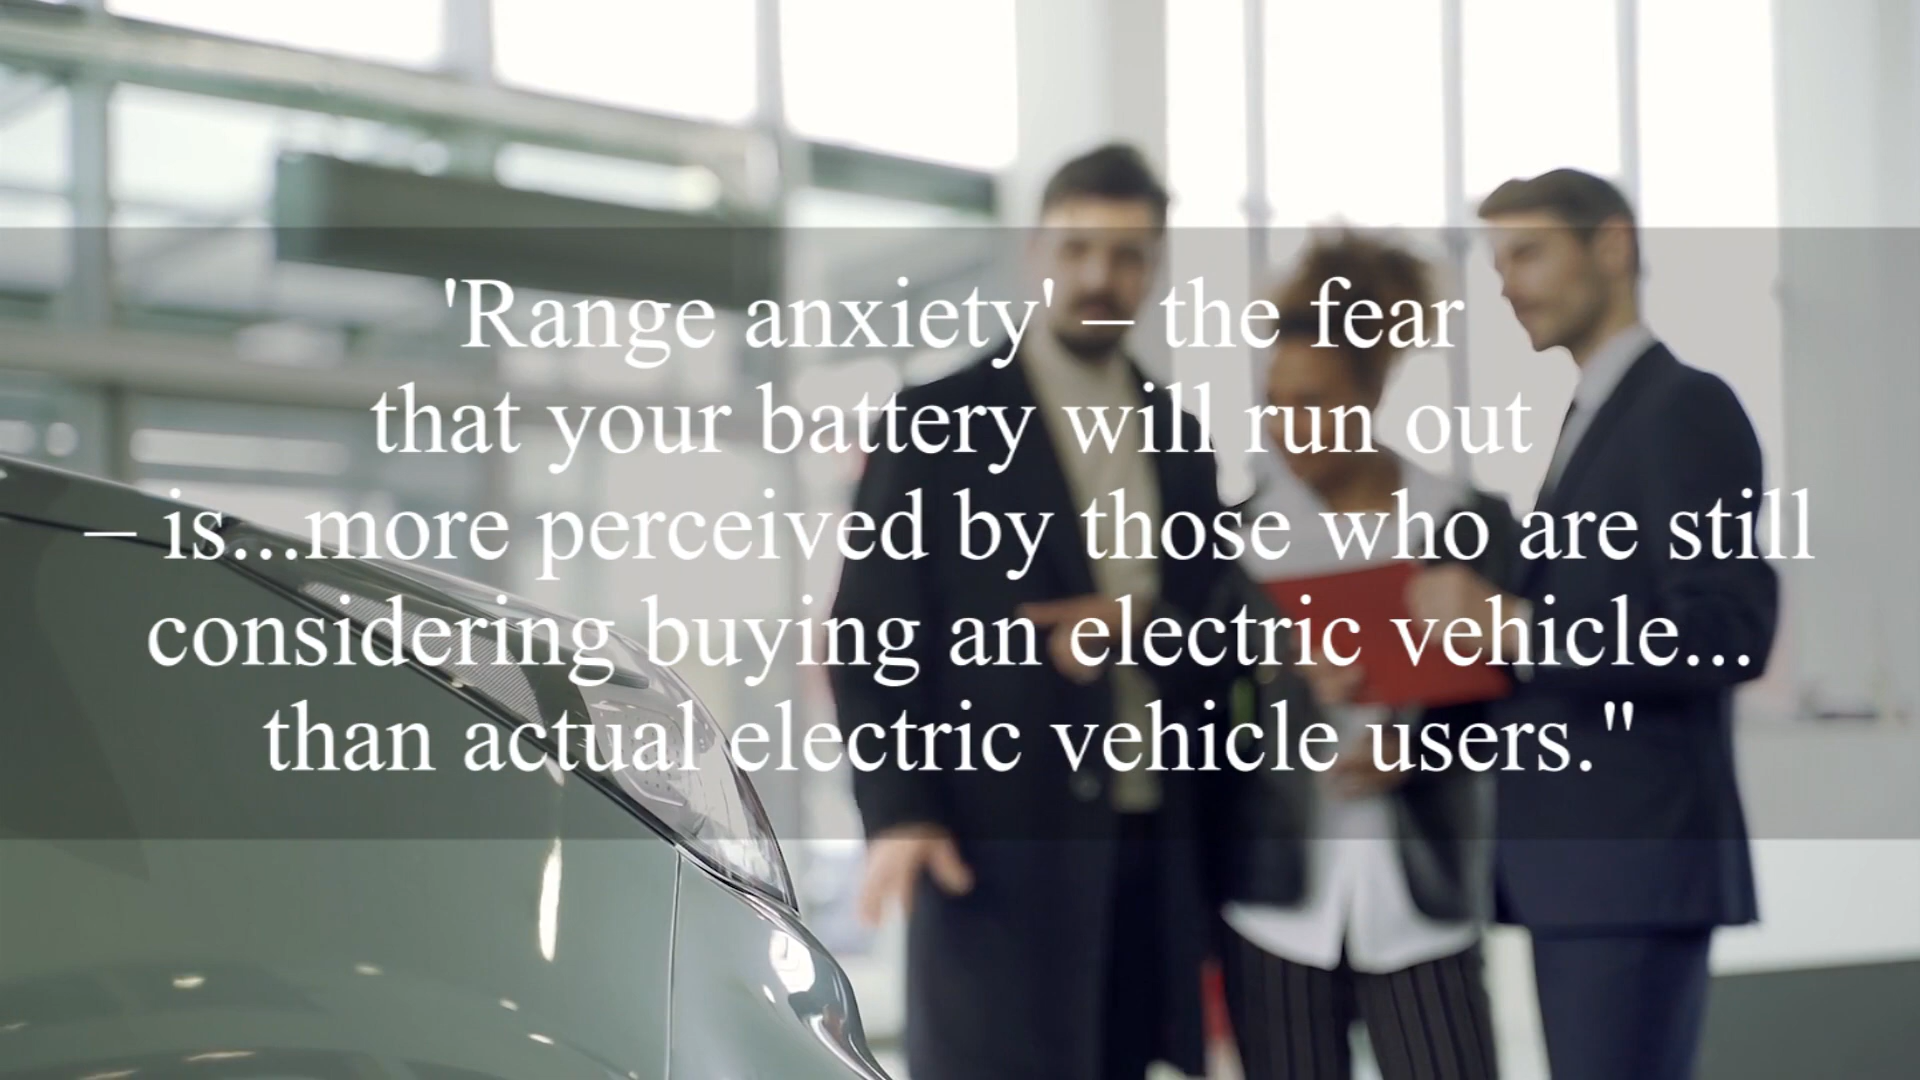 'Range anxiety' – the fear
that your battery will run out
– is...more perceived by those who are still
considering buying an electric vehicle...
than actual electric vehicle users."